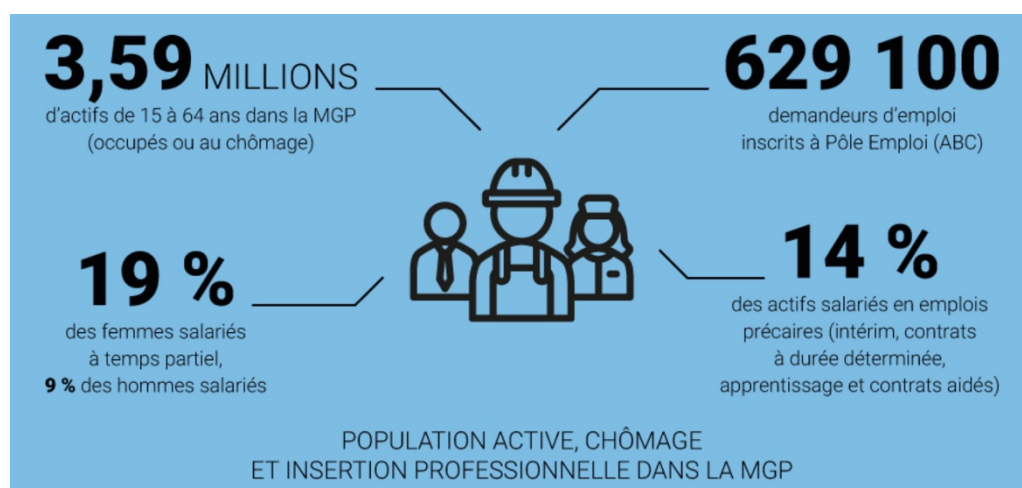 3,59 MILLIONS
d'actifs de 15 à 64 ans dans la MGP
(occupés ou au chômage)
629 100
demandeurs d'emploi
inscrits à Pôle Emploi (ABC)
19 %
des femmes salariés
à temps partiel,
9 % des hommes salariés
14 %
des actifs salariés en emplois
précaires (intérim, contrats
à durée déterminée,
apprentissage et contrats aidés)
POPULATION ACTIVE, CHÔMAGE
ET INSERTION PROFESSIONNELLE DANS LA MGP